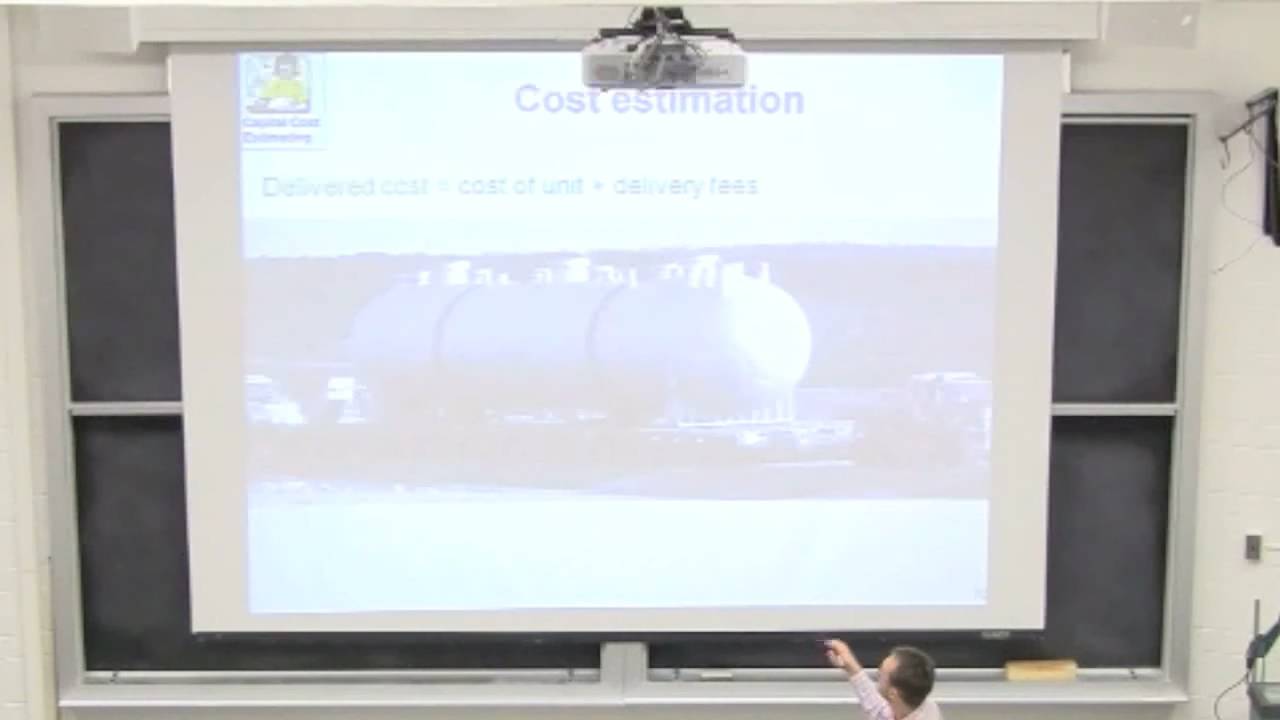 Cost estimation
Capital Cost
Estimating
Delivered cost = cost of unit + delivery fees